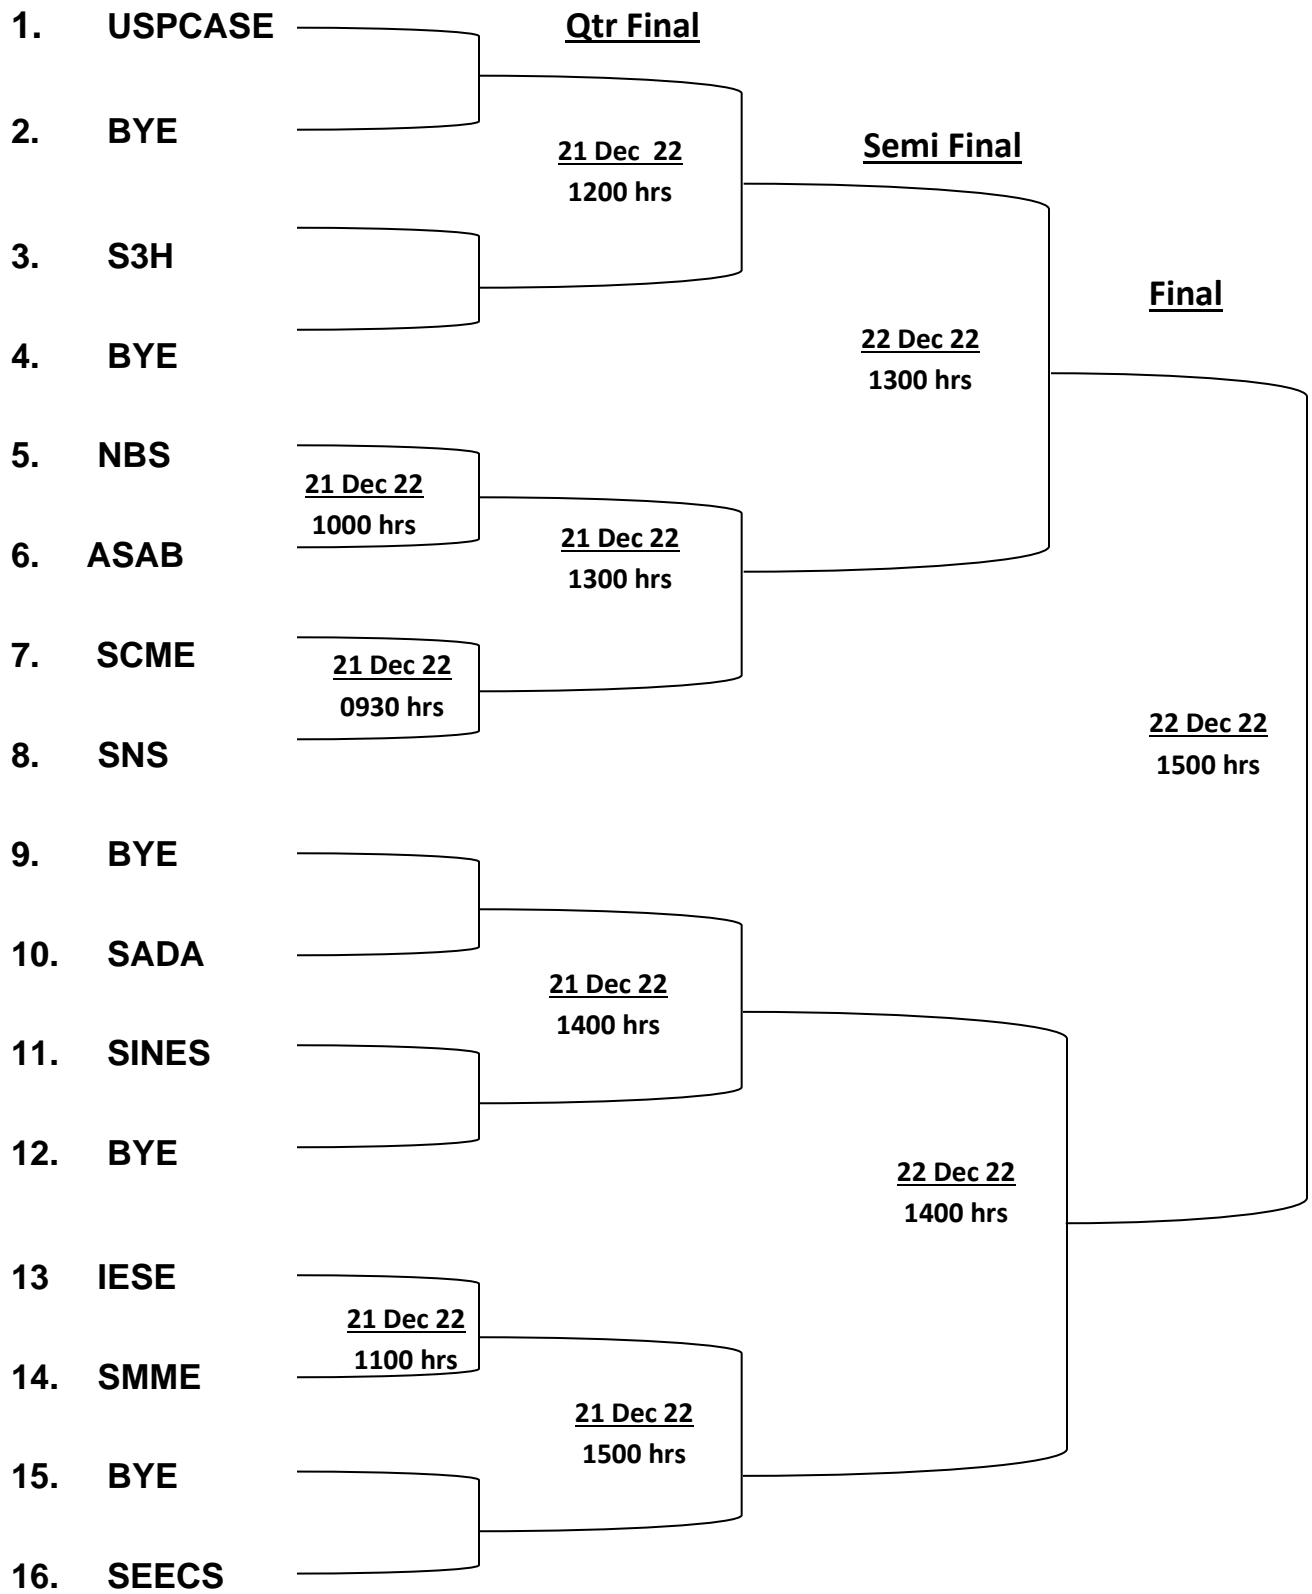 1. USPCASE
Qtr Final
2. BYE
21 Dec 22
1200 hrs
Semi Final
3. S3H
4. BYE
22 Dec 22
1300 hrs
Final
5. NBS
21 Dec 22
1000 hrs
6. ASAB
21 Dec 22
1300 hrs
7. SCME
21 Dec 22
0930 hrs
8. SNS
22 Dec 22
1500 hrs
9. BYE
10. SADA
21 Dec 22
1400 hrs
11. SINES
12. BYE
22 Dec 22
1400 hrs
13 IESE
21 Dec 22
1100 hrs
14. SMME
21 Dec 22
1500 hrs
15. BYE
16. SEECS